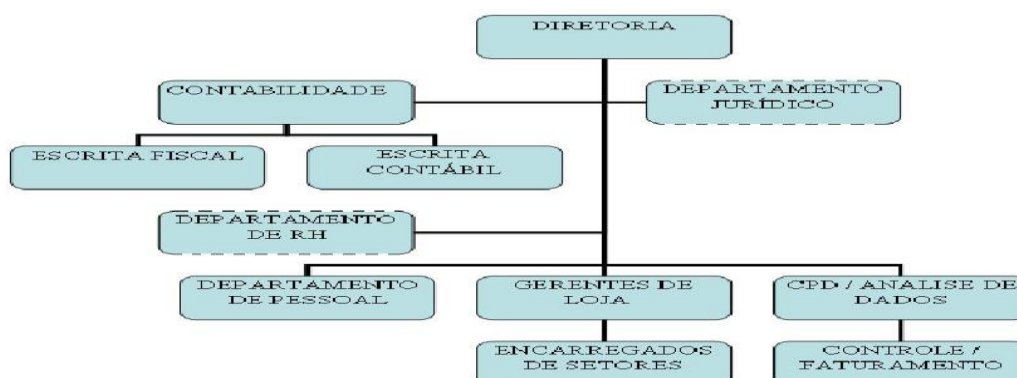 DIRETORIA
CONTABILIDADE
DEPARTAMENTO
JURÍDICO
ESCRITA FISCAL
ESCRITA
CONTÁBIL
DEPARTAMENTO
DE RH
DEPARTAMENTO
DE PESSOAL
GERENTES DE
LOJA
CPD / ANALISE DE
DADOS
ENCARREGADOS
DE SETORES
CONTROLE /
FATURAMENTO